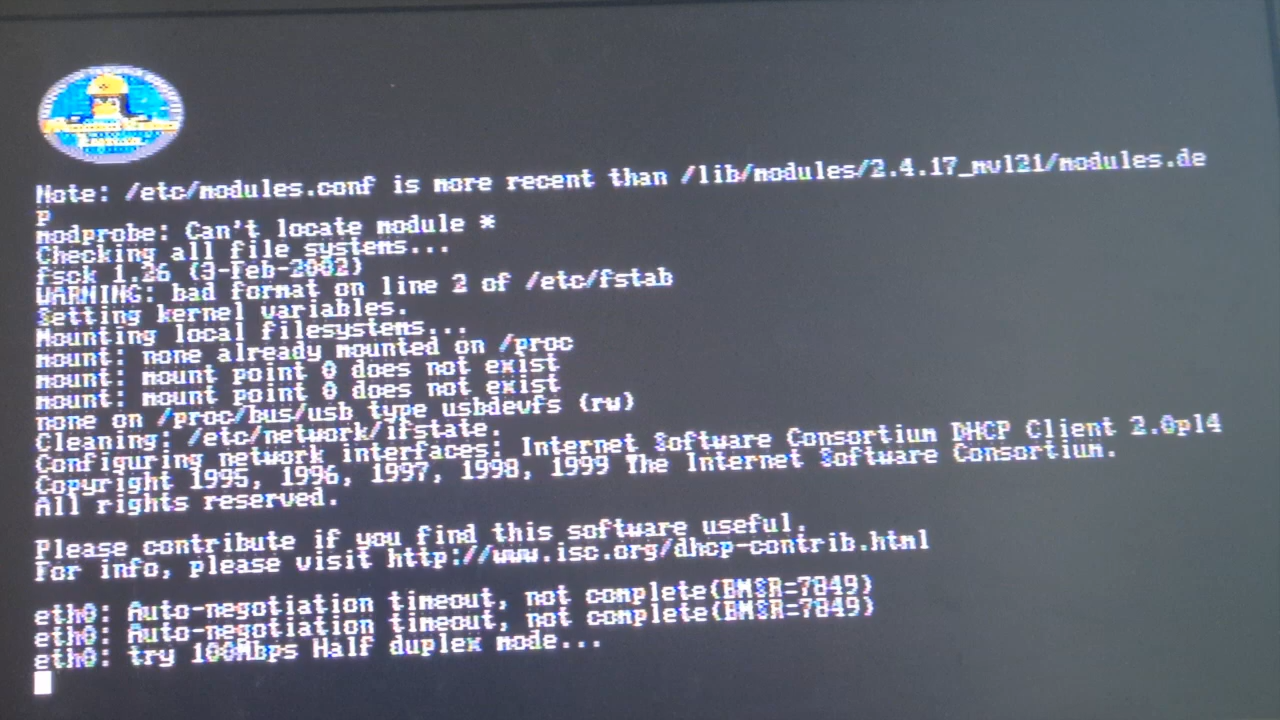 Note: /etc/modules.conf is more recent than /lib/modules/2.4.17_mvl21/modules.de
p
modprobe: Can't locate module *
Checking all file systems...
fsck 1.26 (3-Feb-2002)
WARNING: bad format on line 2 of /etc/fstab
Setting kernel variables.
Mounting local filesystems...
mount: none already mounted on /proc
mount: mount point 0 does not exist
mount: mount point 0 does not exist
none on /proc/bus/usb type usbdevfs (rw)
Cleaning: /etc/network/ifstate.
Configuring network interfaces: Internet Software Consortium DHCP Client 2.0pl4
Copyright 1995, 1996, 1997, 1998, 1999 The Internet Software Consortium.
All rights reserved.
Please contribute if you find this software useful.
For info, please visit http://www.isc.org/dhcp-contrib.html
eth0: Auto-negotiation timeout, not complete(BMSR=7849)
eth0: Auto-negotiation timeout, not complete(BMSR=7849)
eth0: try 100Mbps Half duplex mode...